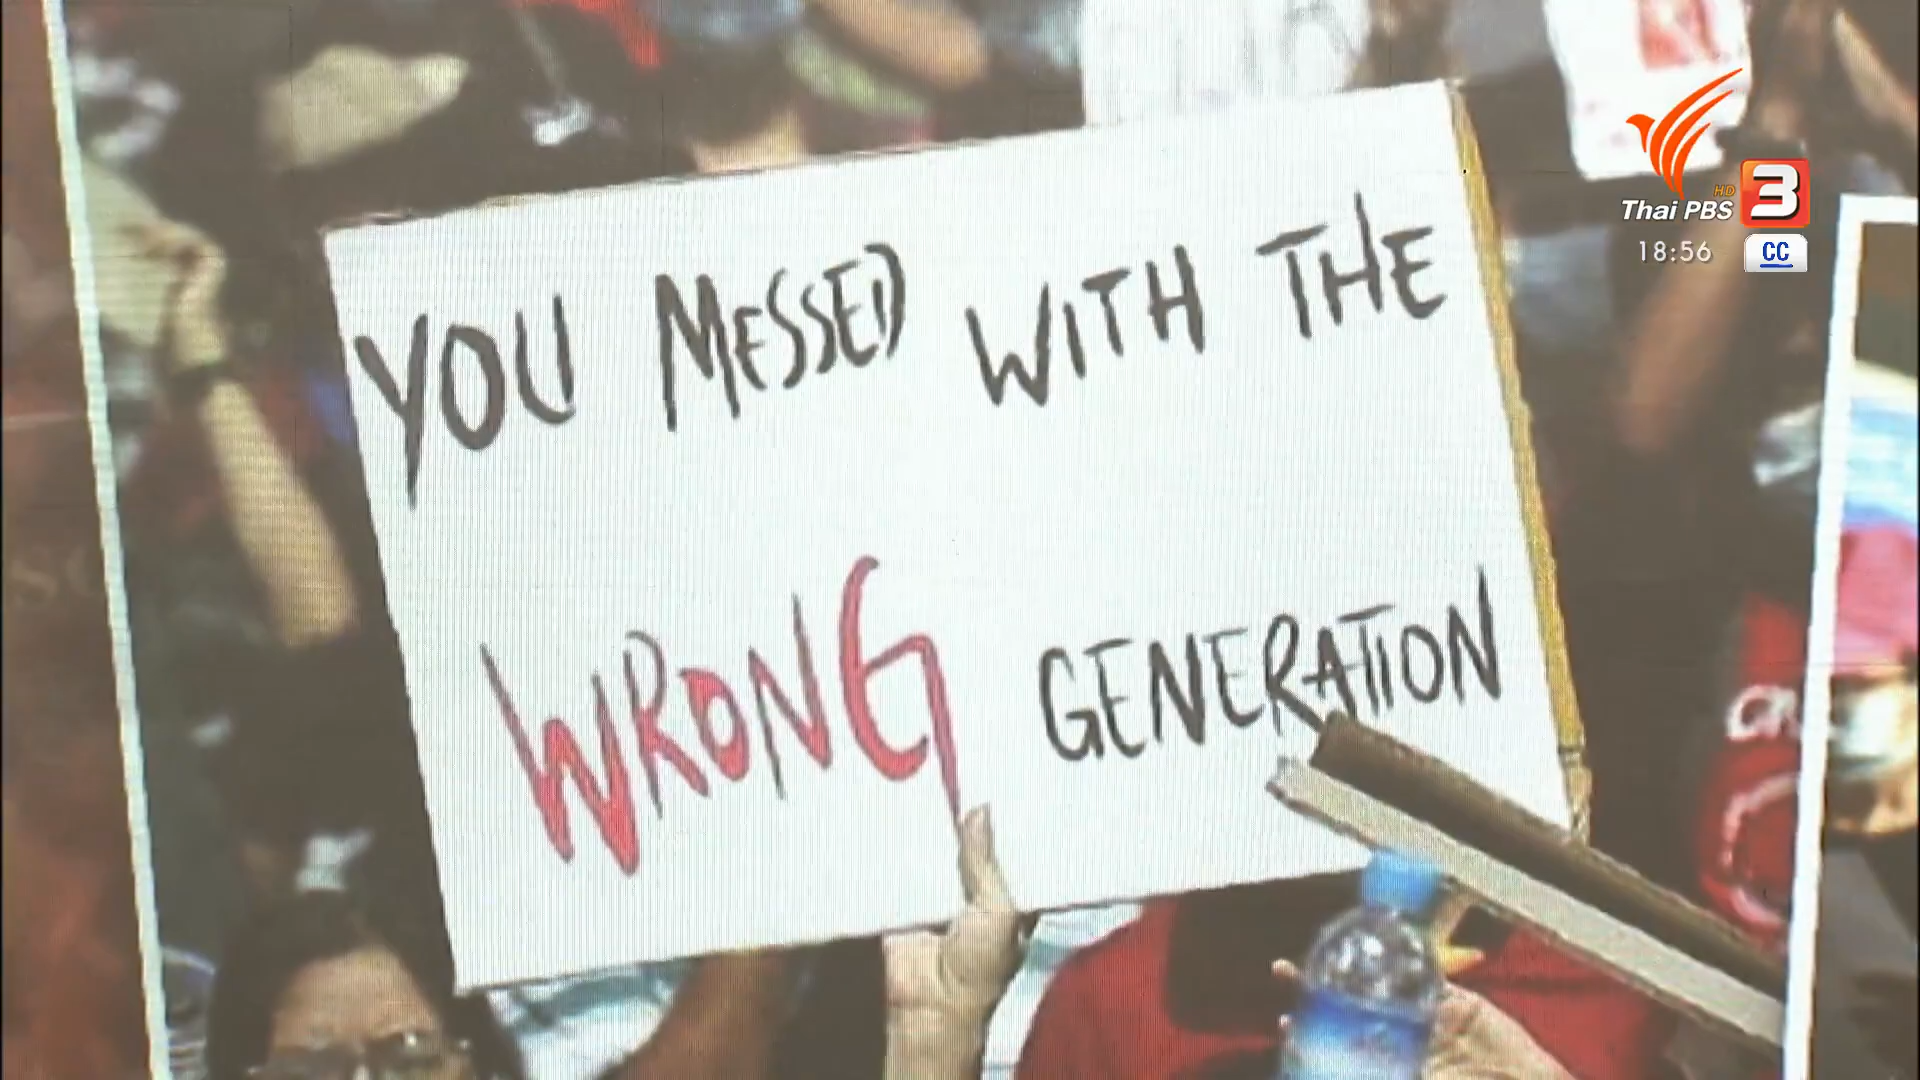 YOU MESSED WITH THE
WRONG GENERATION
HD
Thai PBS 3
18:56 CC